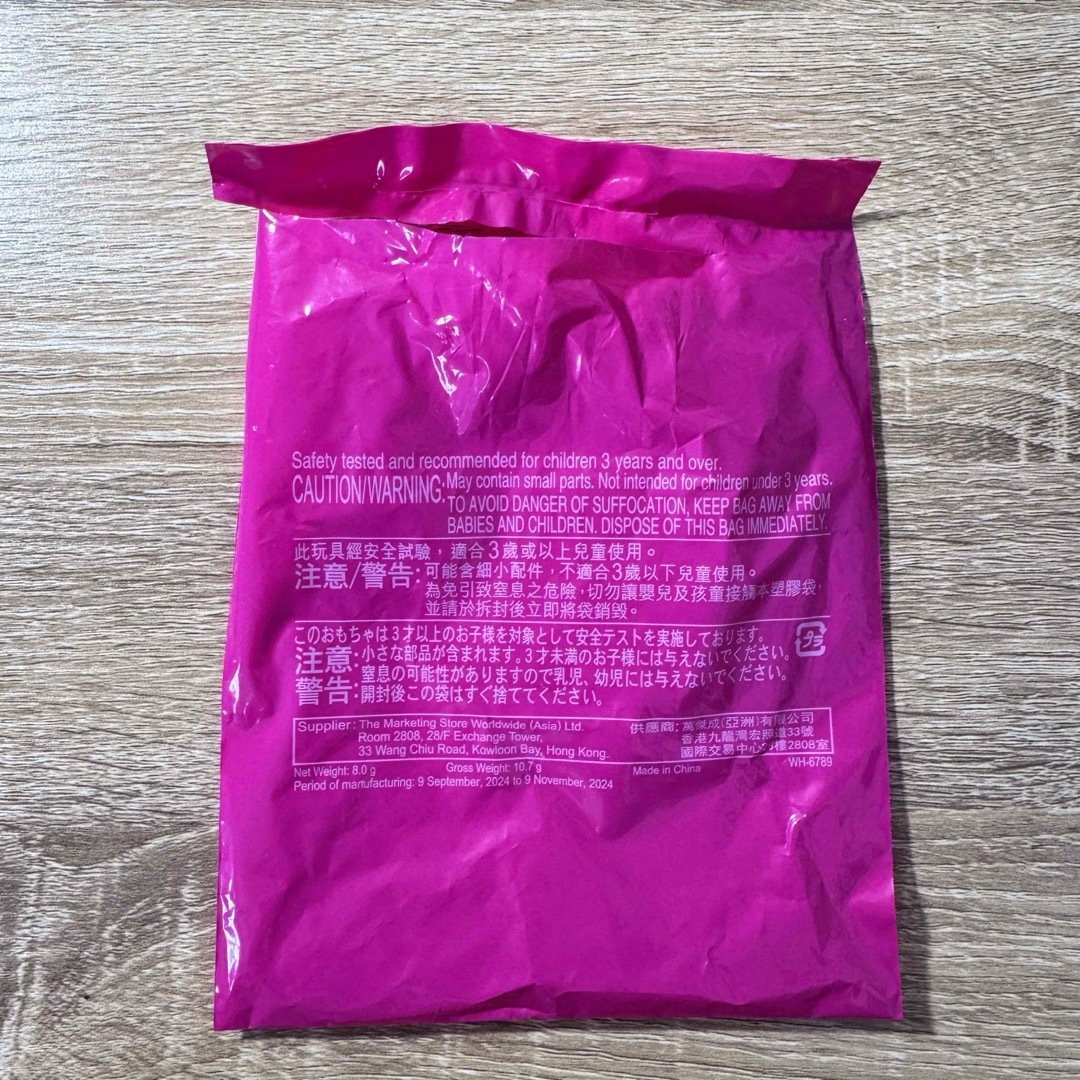 Safety tested and recommended for children 3 years and over.
CAUTION/WARNING: May contain small parts. Not intended for children under 3 years.
TO AVOID DANGER OF SUFFOCATION, KEEP BAG AWAY FROM
BABIES AND CHILDREN. DISPOSE OF THIS BAG IMMEDIATELY.
此玩具經安全試驗，適合3歲或以上兒童使用。
注意/警告: 可能含細小配件，不適合3歲以下兒童使用。
為免引致窒息之危險，切勿讓嬰兒及孩童接觸本塑膠袋，
並請於拆封後立即將袋銷毀。
このおもちゃは3才以上のお子様を対象として安全テストを実施しております。
プラ
注意: 小さな部品が含まれます。3才未満のお子様には与えないでください。
警告: 窒息の可能性がありますので乳児、幼児には与えないでください。
開封後この袋はすぐ捨ててください。
Supplier: The Marketing Store Worldwide (Asia) Ltd.
Room 2808, 28/F Exchange Tower,
33 Wang Chiu Road, Kowloon Bay, Hong Kong.
供應商: 萬傑成(亞洲)有限公司
香港九龍灣宏照道33號
國際交易中心28樓2808室
Net Weight: 8.0 g Gross Weight: 10.7 g Made in China WH-6789
Period of manufacturing: 9 September, 2024 to 9 November, 2024